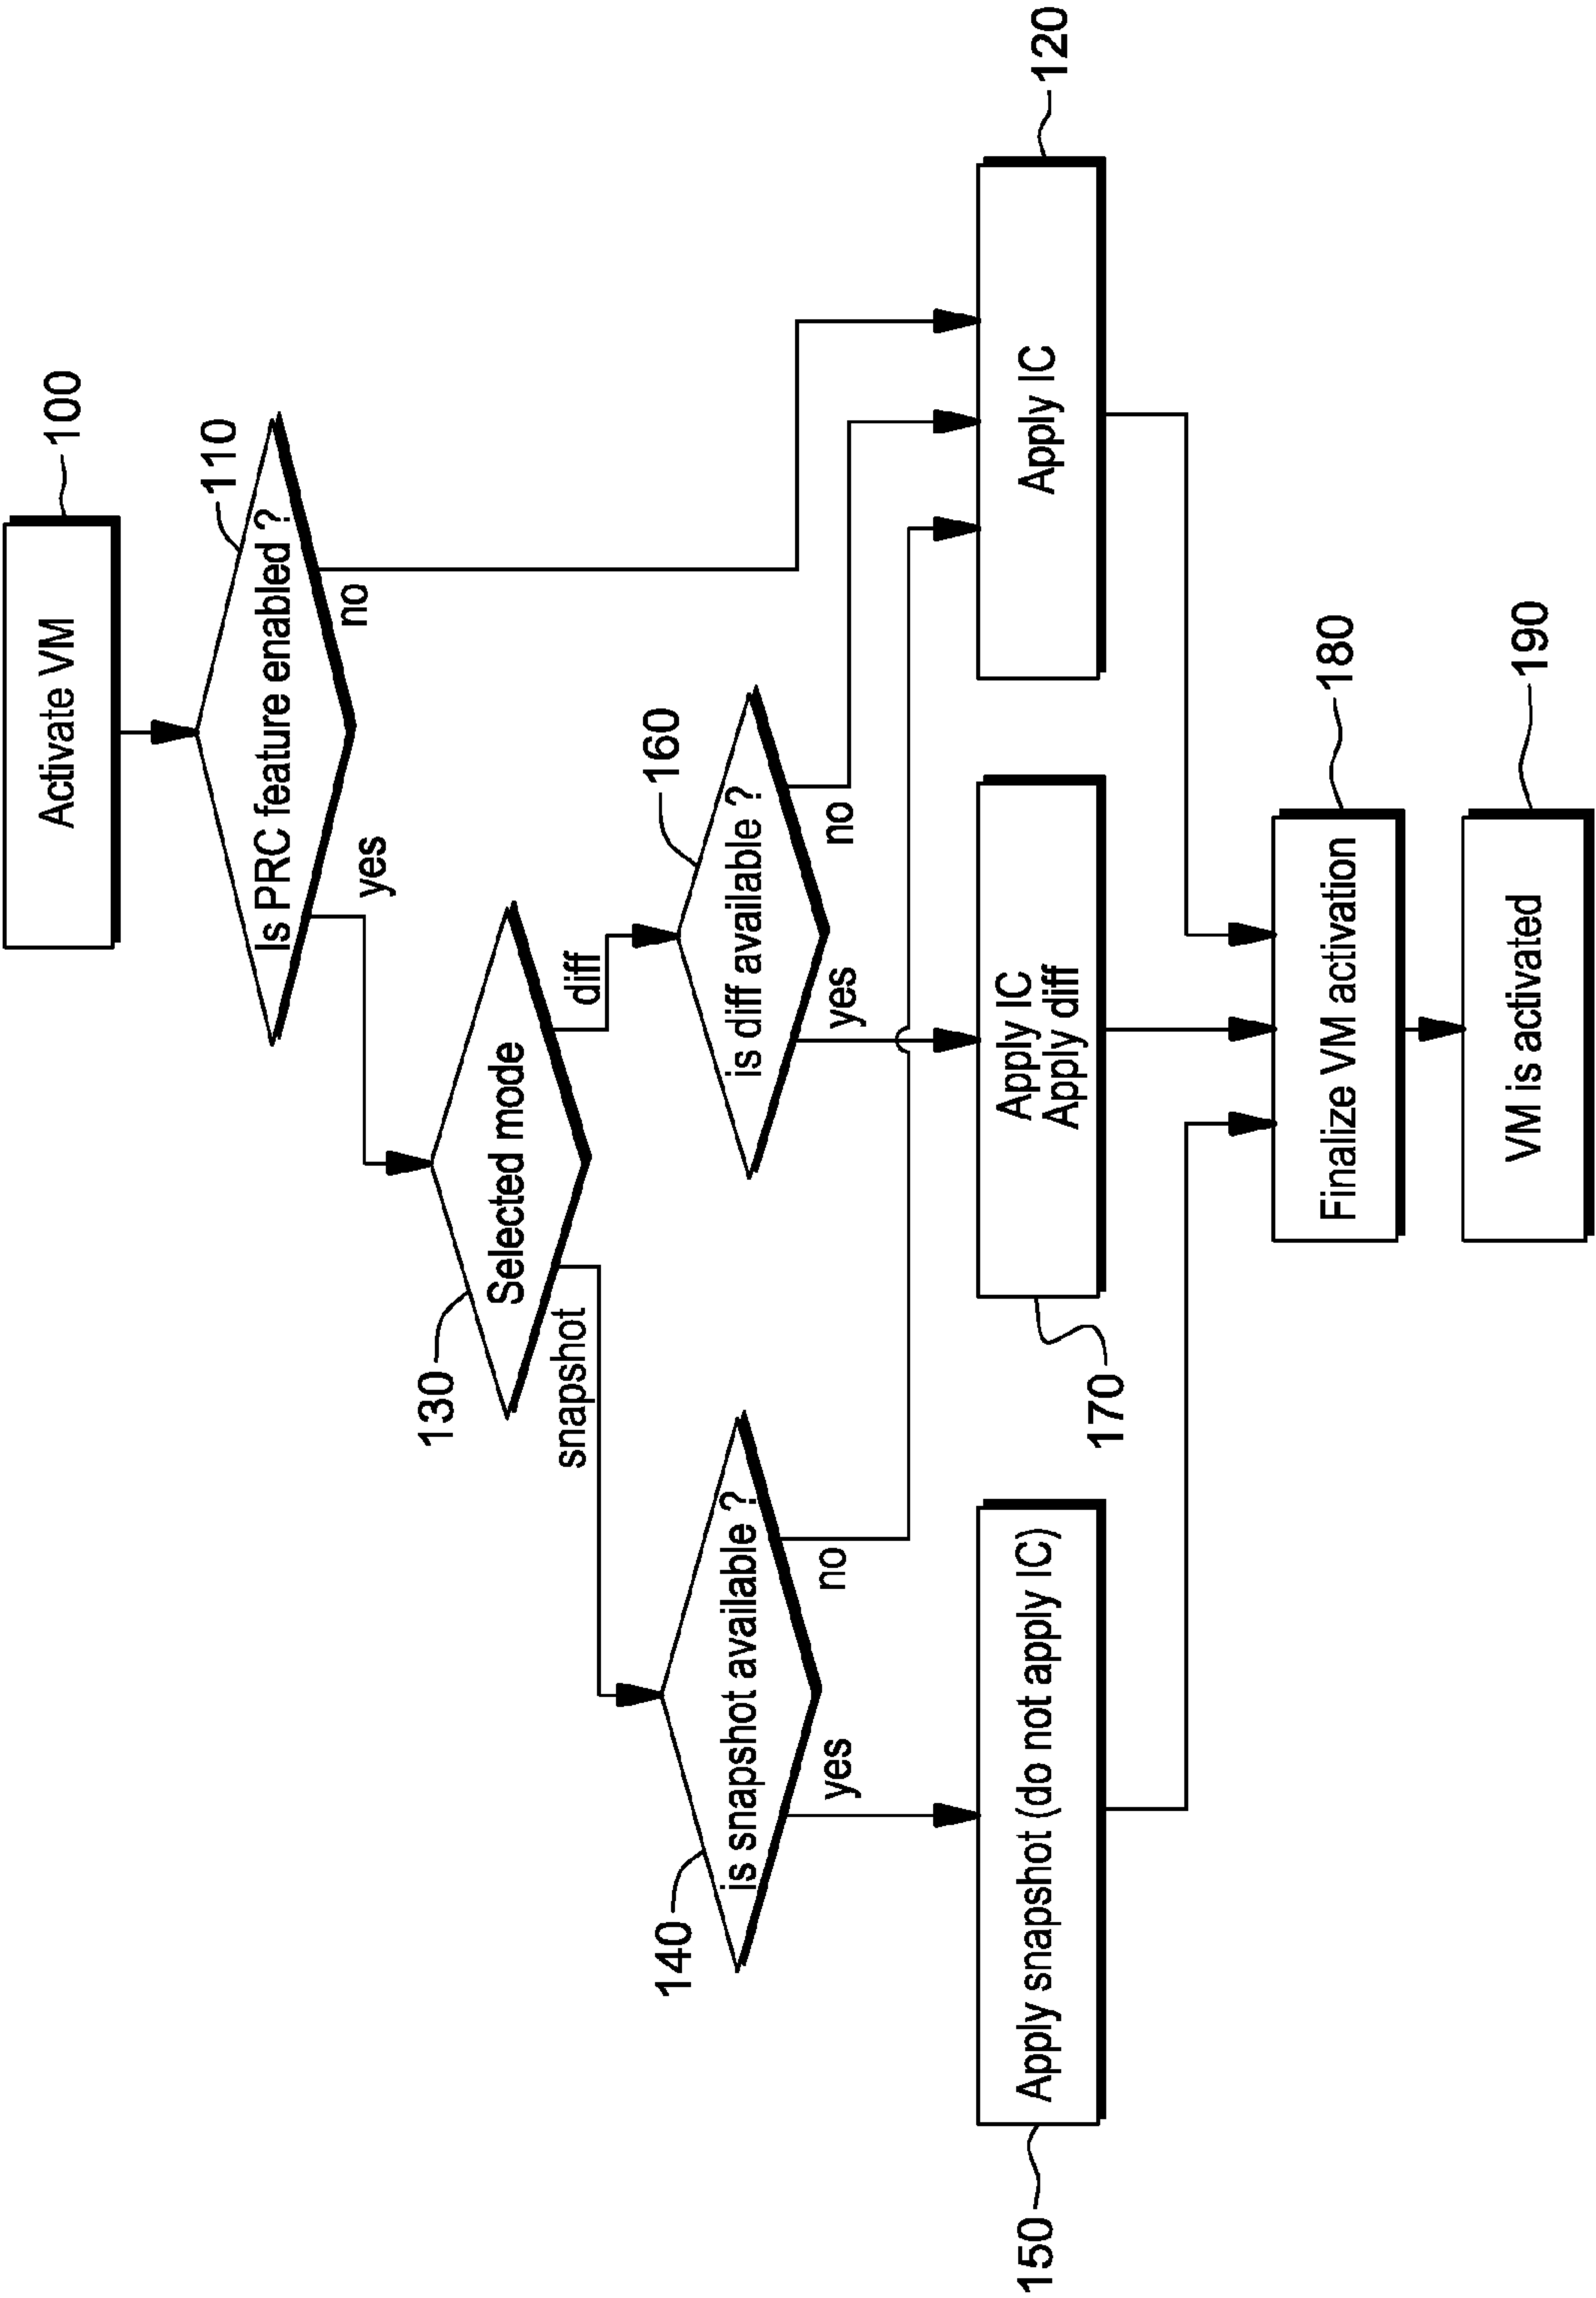 Activate VM
100
Is PRC feature enabled ?
110
yes
no
130
Selected mode
snapshot
diff
140
is snapshot available ?
yes
no
160
is diff available ?
yes
no
150
Apply snapshot (do not apply IC)
170
Apply IC
Apply diff
Apply IC
120
Finalize VM activation
180
VM is activated
190